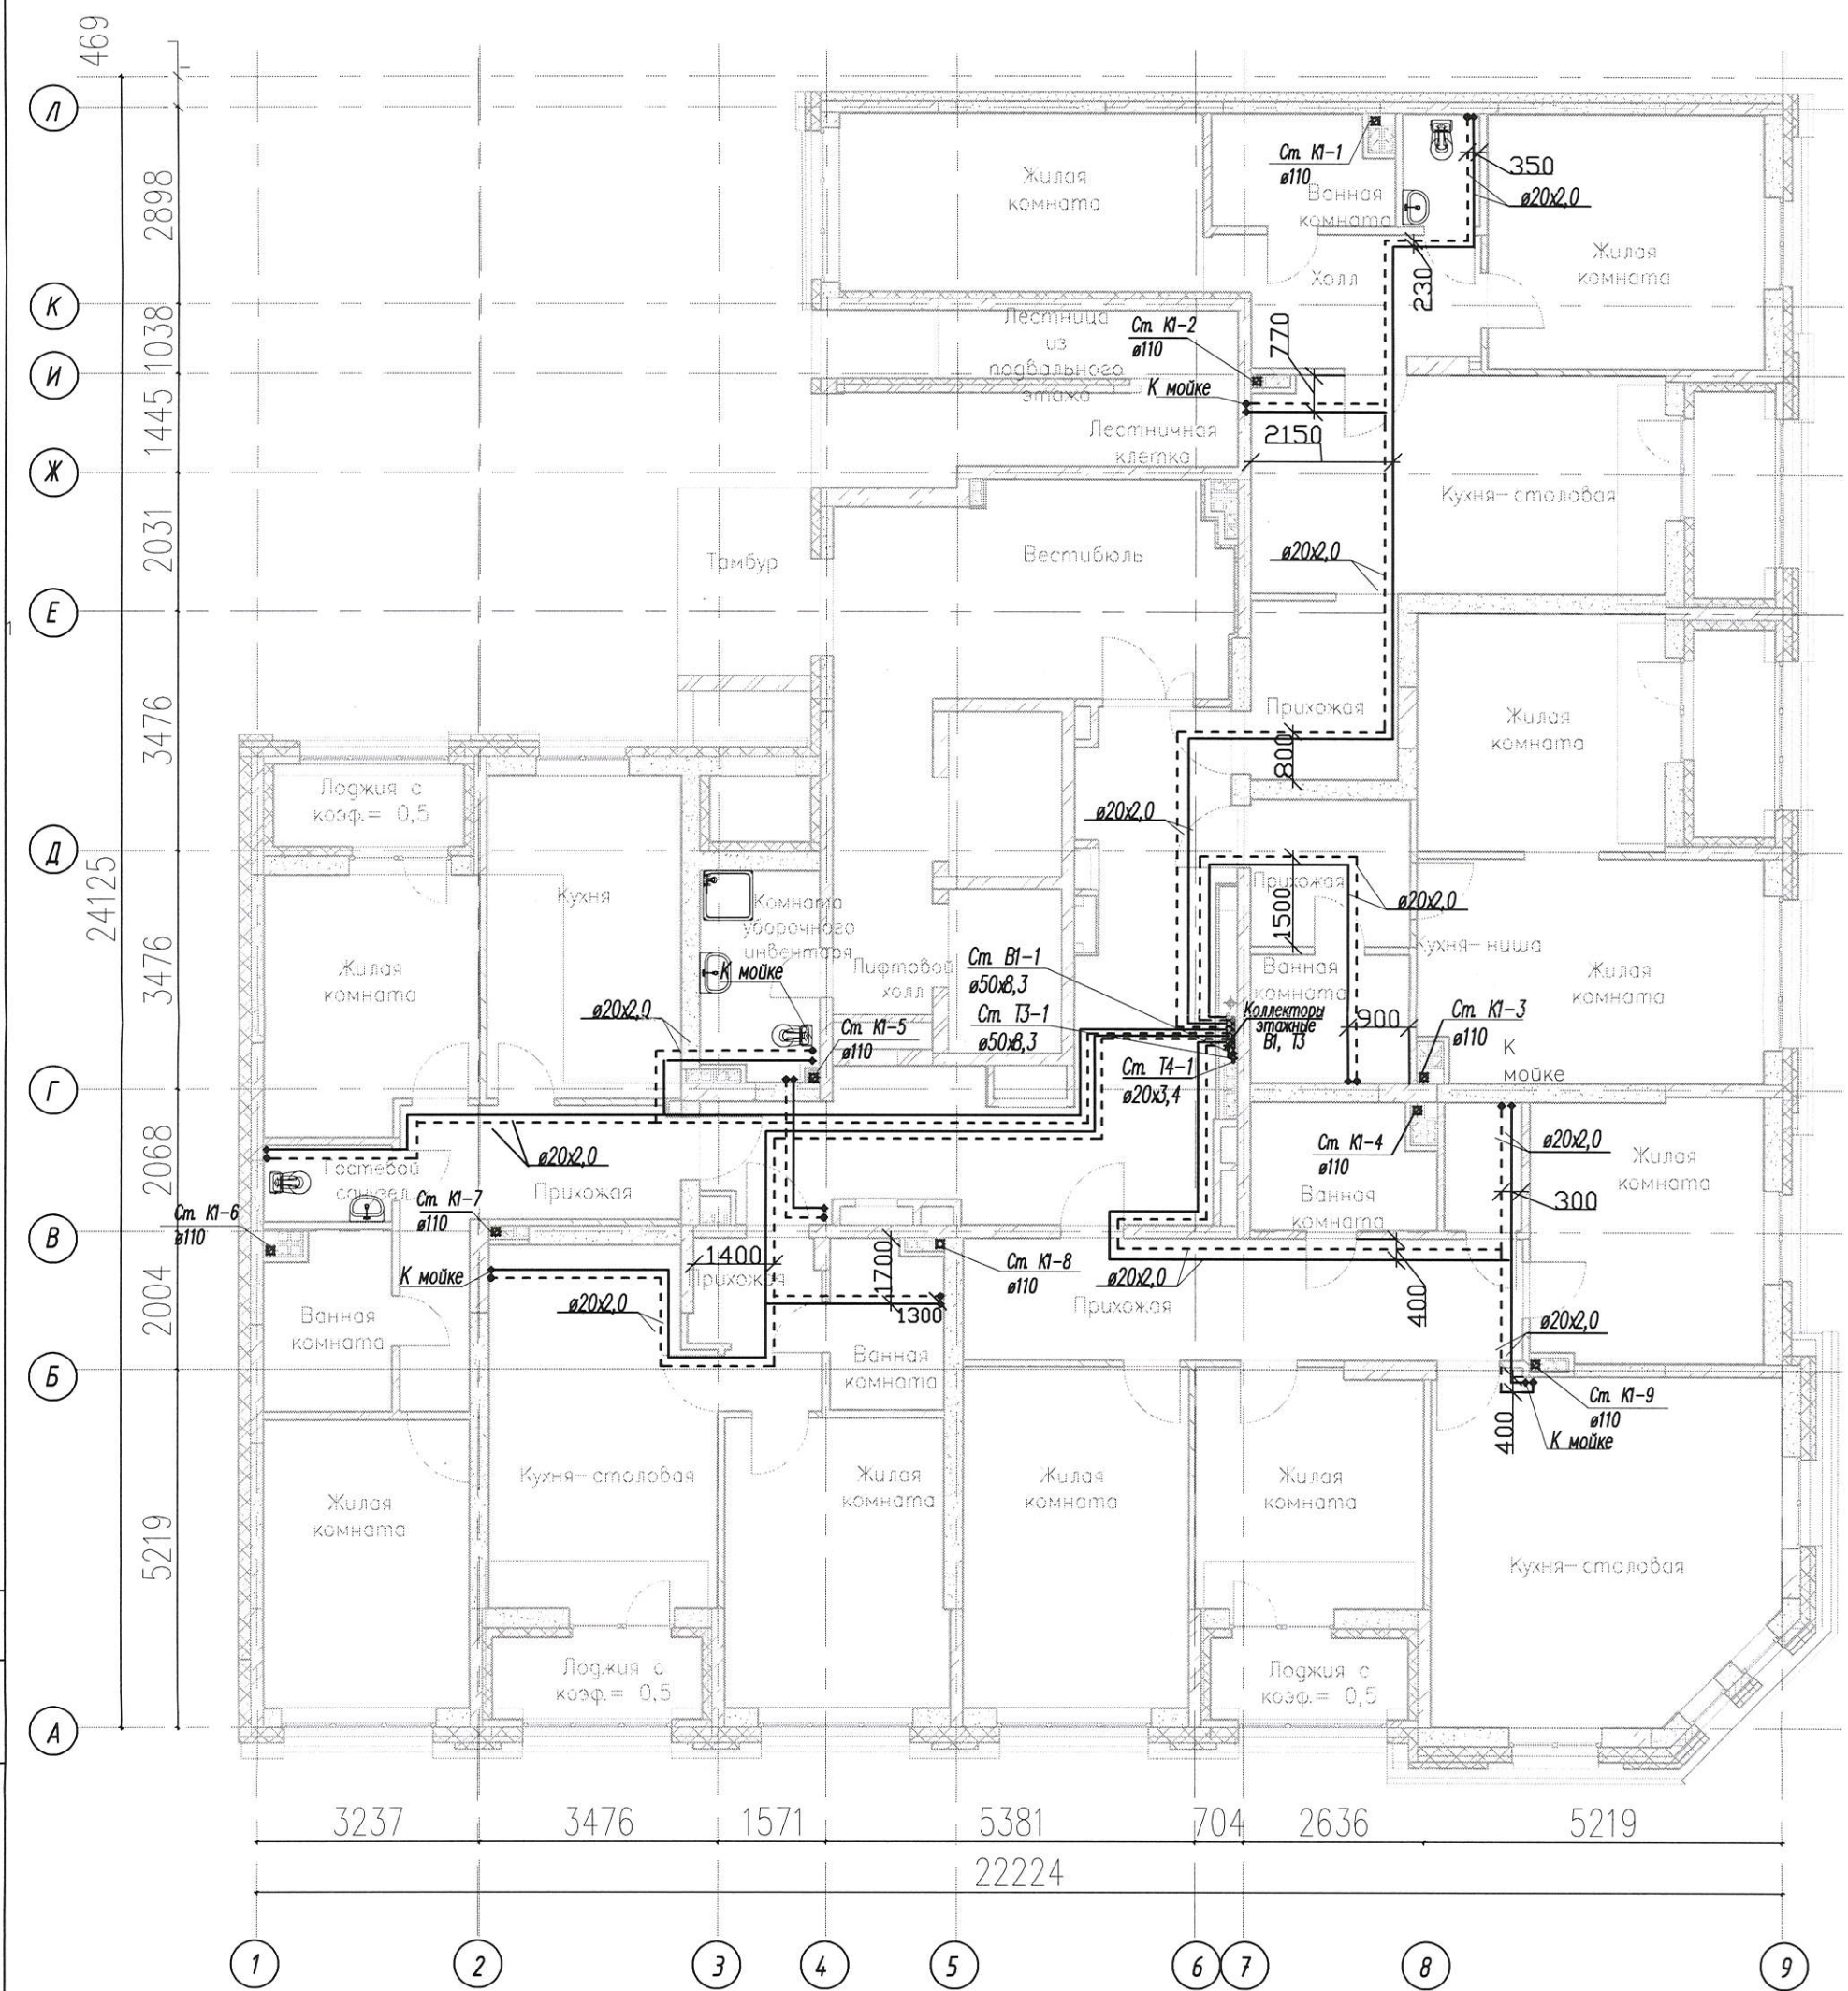 469
Л
2898
К
1038
И
1445
Ж
2031
Е
3476
Д
24125
3476
Г
2068
В
2004
Б
5219
А
Жилая
комната
Ст. К1-1
ø110
Ванная
комната
350
ø20х2,0
Жилая
комната
230
Холл
Лестница
из
подвального
этажа
Ст. К1-2
ø110
770
К мойке
Лестничная
клетка
2150
Кухня-столовая
Тамбур
Вестибюль
ø20х2,0
Прихожая
Жилая
комната
800
Лоджия с
коэф.= 0,5
ø20х2,0
Кухня
Комната
уборочного
инвентаря
К мойке
Прихожая
1500
ø20х2,0
Кухня-ниша
Жилая
комната
Лифтовой
холл
Ст. В1-1
ø50х8,3
Ст. Т3-1
ø50х8,3
Ванная
комната
Жилая
комната
ø20х2,0
Ст. К1-5
ø110
Коллекторы
этажные
В1, Т3
900
Ст. К1-3
ø110
К
мойке
Ст. Т4-1
ø20х3,4
Гостевой
санузел
ø20х2,0
Прихожая
Ст. К1-4
ø110
ø20х2,0
Жилая
комната
Ванная
комната
300
Ст. К1-6
ø110
Ст. К1-7
ø110
К мойке
1400
Прихожая
1700
1300
Ст. К1-8
ø110
ø20х2,0
Прихожая
400
ø20х2,0
Ванная
комната
ø20х2,0
Ванная
комната
Ст. К1-9
ø110
400
К мойке
Жилая
комната
Кухня-столовая
Жилая
комната
Жилая
комната
Жилая
комната
Кухня-столовая
Лоджия с
коэф.= 0,5
Лоджия с
коэф.= 0,5
3237
3476
1571
5381
704
2636
5219
22224
1
2
3
4
5
6
7
8
9